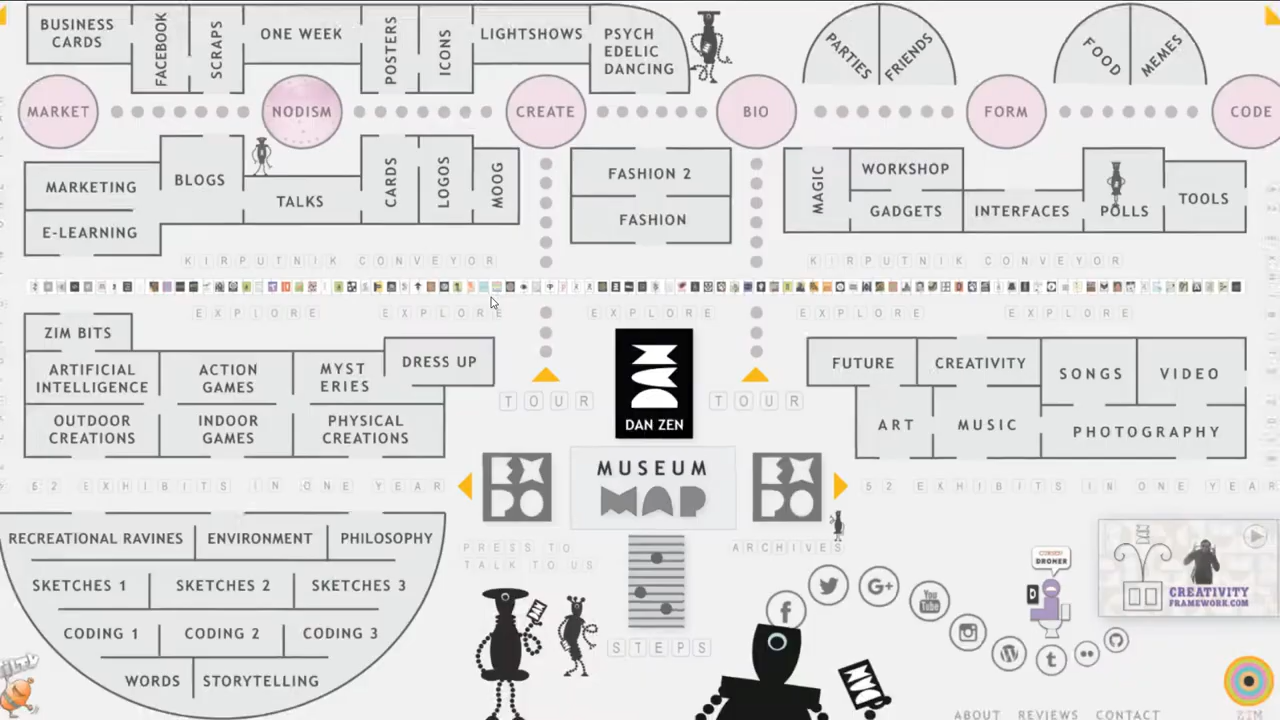 BUSINESS
CARDS
FACEBOOK
SCRAPS
ONE WEEK
POSTERS
ICONS
LIGHTSHOWS
PSYCH
EDELIC
DANCING
PARTIES
FRIENDS
FOOD
MEMES
MARKET
NODISM
CREATE
BIO
FORM
CODE
MARKETING
E-LEARNING
BLOGS
TALKS
CARDS
LOGOS
MOOG
FASHION 2
FASHION
MAGIC
WORKSHOP
GADGETS
INTERFACES
POLLS
TOOLS
KIRPUTNIK CONVEYOR
KIRPUTNIK CONVEYOR
EXPLORE
EXPLORE
EXPLORE
EXPLORE
EXPLORE
ZIM BITS
ARTIFICIAL
INTELLIGENCE
ACTION
GAMES
MYST
ERIES
DRESS UP
OUTDOOR
CREATIONS
INDOOR
GAMES
PHYSICAL
CREATIONS
TOUR
DAN ZEN
TOUR
FUTURE
CREATIVITY
SONGS
VIDEO
ART
MUSIC
PHOTOGRAPHY
52 EXHIBITS IN ONE YEAR
EXPO
MUSEUM
MAP
EXPO
52 EXHIBITS IN ONE YEAR
RECREATIONAL RAVINES
ENVIRONMENT
PHILOSOPHY
SKETCHES 1
SKETCHES 2
SKETCHES 3
CODING 1
CODING 2
CODING 3
WORDS
STORYTELLING
PRESS TO
TALK TO US
ARCHIVES
STEPS
f
G+
You
Tube
t
CURSED
DRONER
CREATIVITY
FRAMEWORK.COM
ABOUT
REVIEWS
CONTACT
ZIM